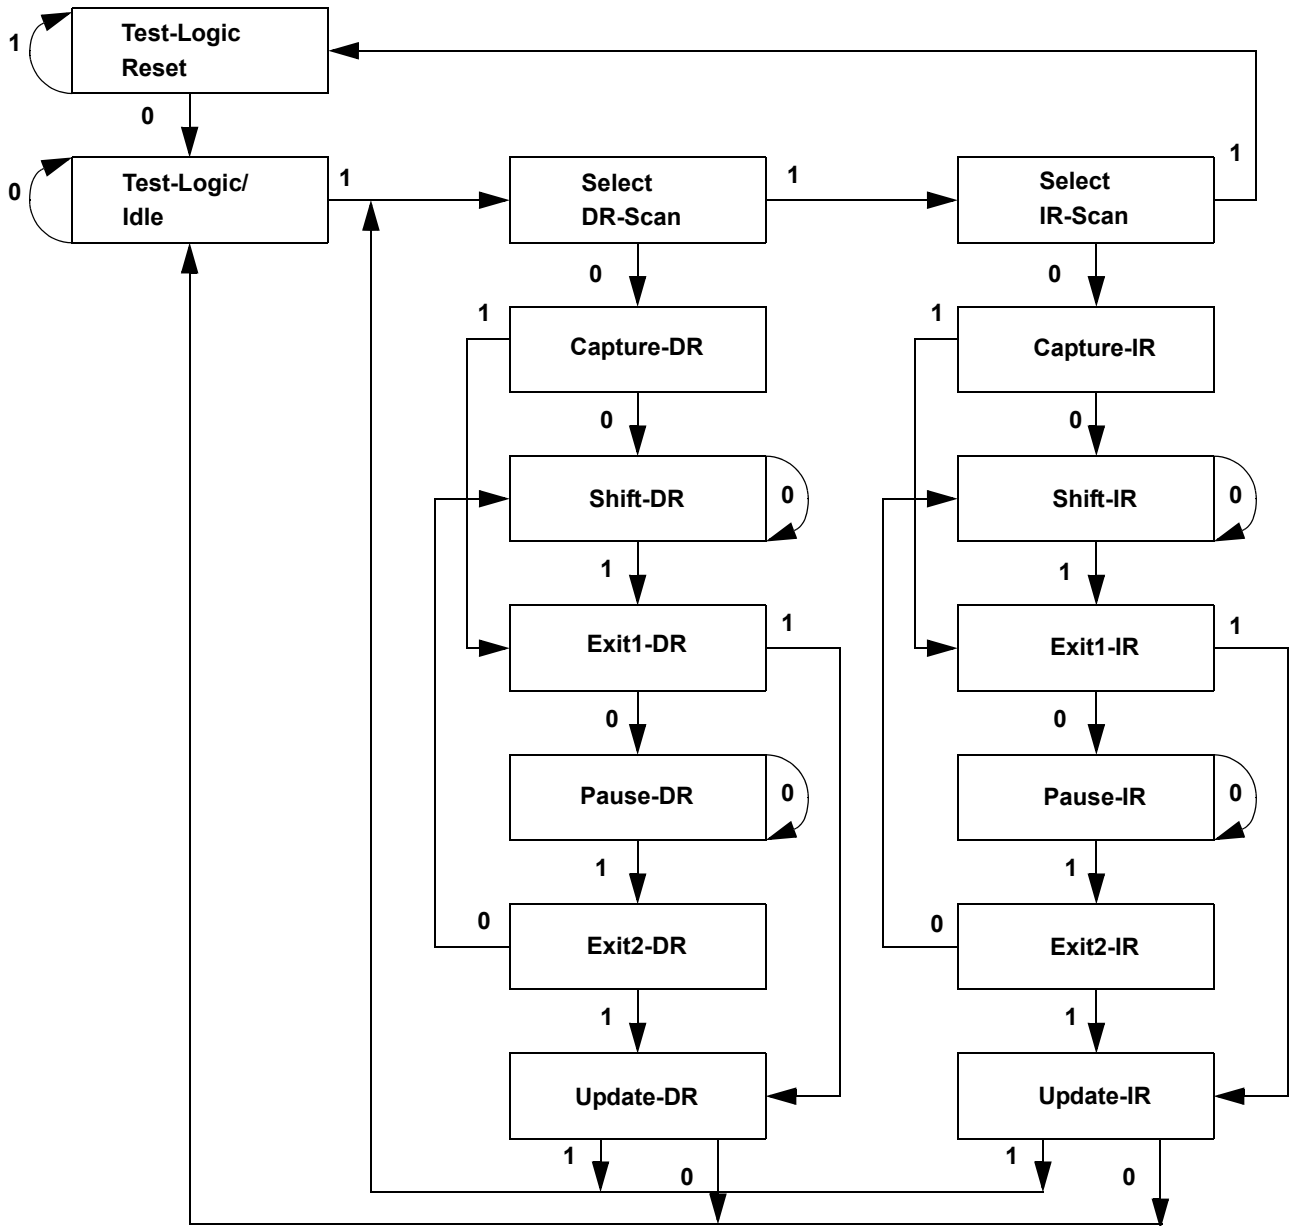 Test-Logic
Reset
1
0
Test-Logic/
Idle
0
1
Select
DR-Scan
1
Select
IR-Scan
1
0
0
1
Capture-DR
1
Capture-IR
0
0
Shift-DR
0
Shift-IR
0
1
1
Exit1-DR
1
Exit1-IR
1
0
0
Pause-DR
0
Pause-IR
0
1
1
0
Exit2-DR
0
Exit2-IR
1
1
Update-DR
Update-IR
1
0
1
0